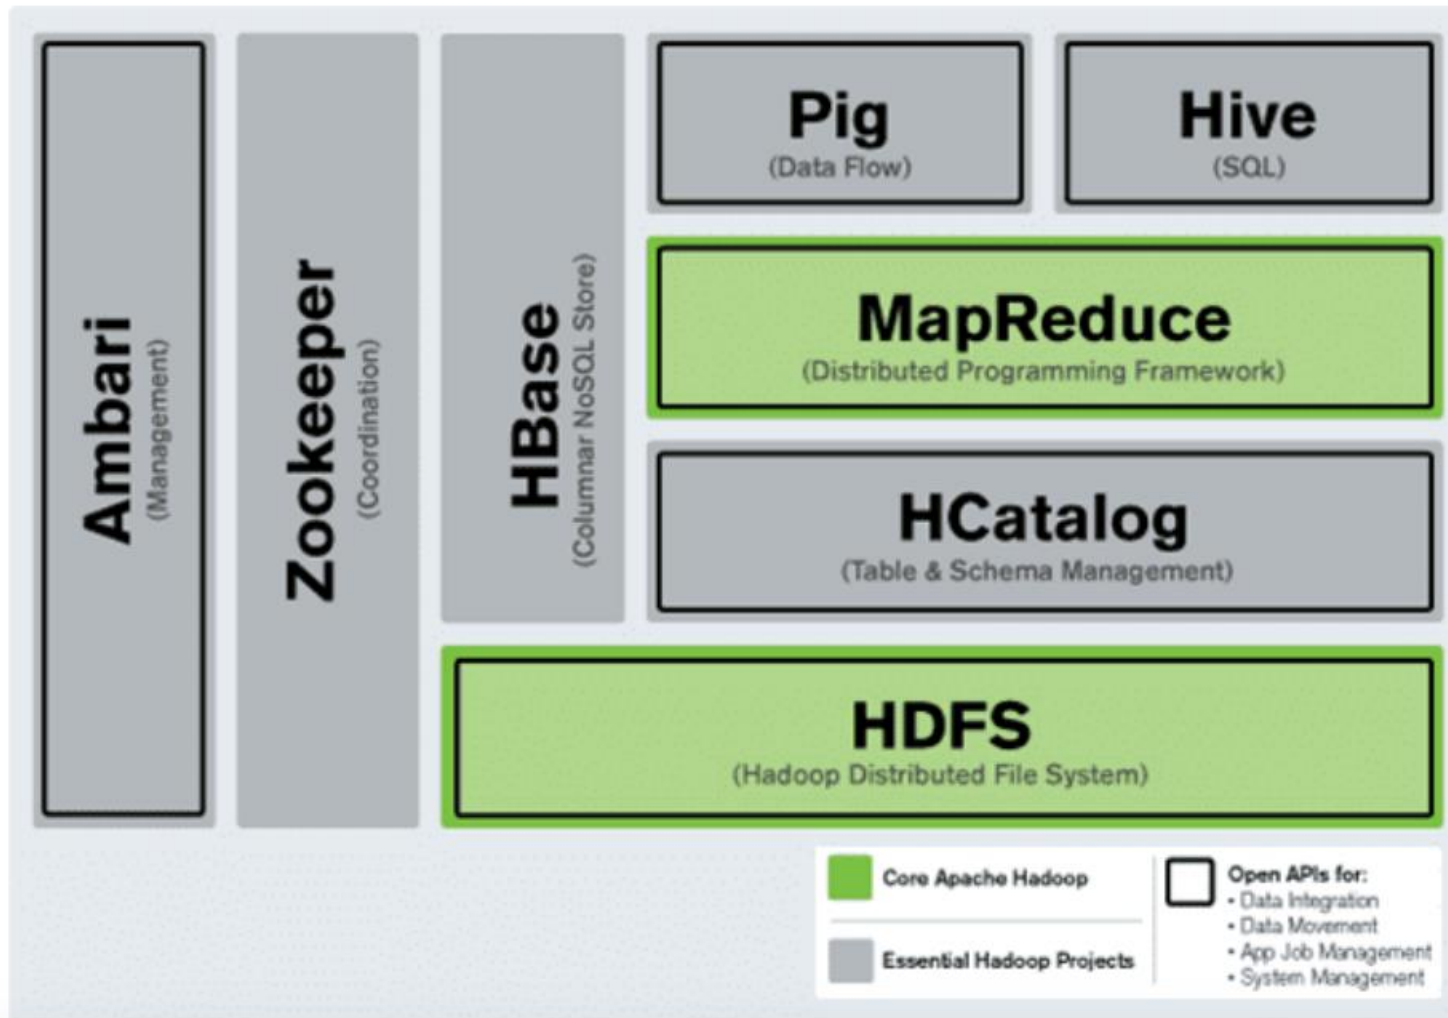 Ambari
(Management)
Zookeeper
(Coordination)
HBase
(Columnar NoSQL Store)
Pig
(Data Flow)
Hive
(SQL)
MapReduce
(Distributed Programming Framework)
HCatalog
(Table & Schema Management)
HDFS
(Hadoop Distributed File System)
Core Apache Hadoop
Essential Hadoop Projects
Open APIs for:
• Data Integration
• Data Movement
• App Job Management
• System Management